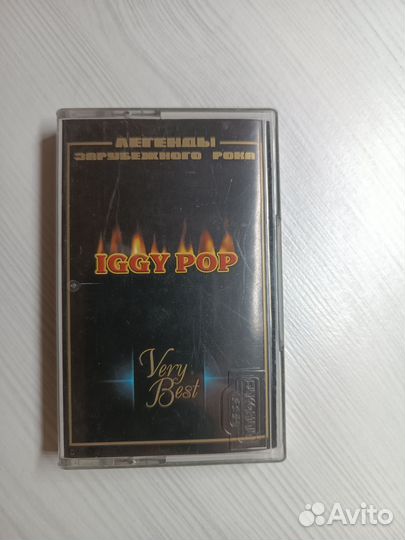 ЛЕГЕНДЫ
ЗАРУБЕЖНОГО РОКА
IGGY POP
Very
Best
Avito